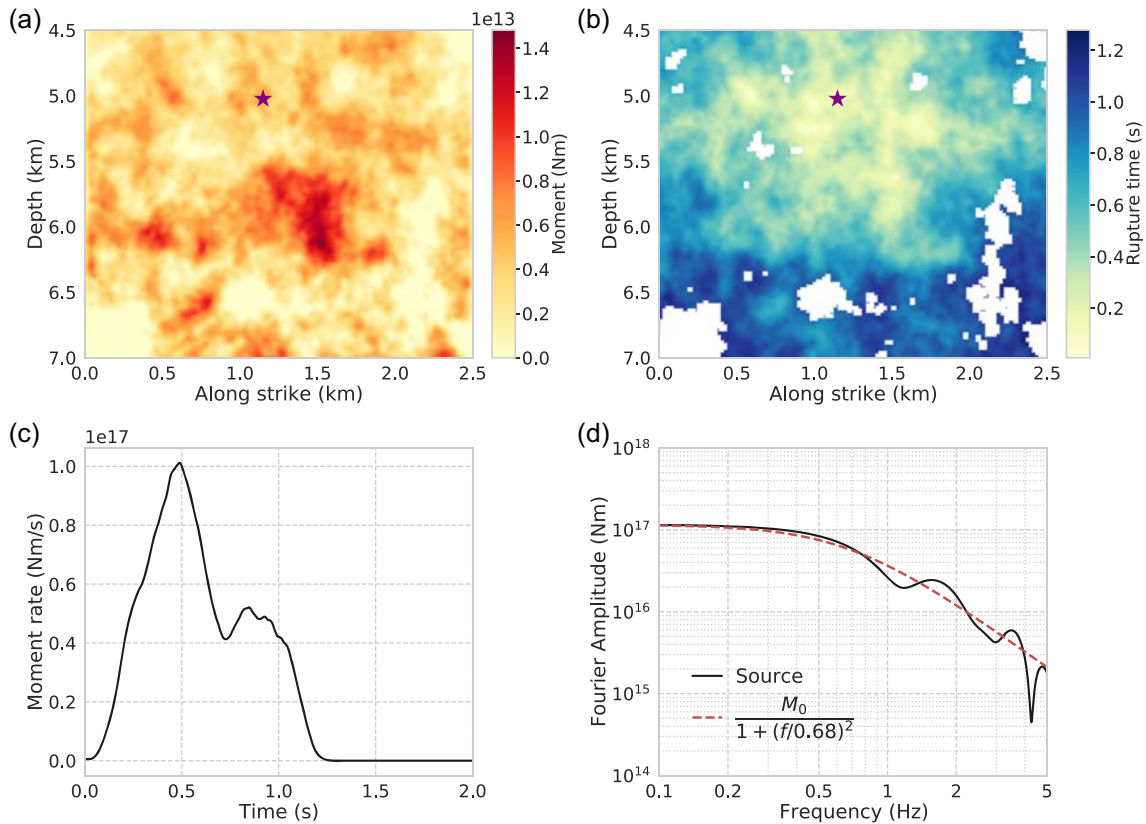 (a)
1e13
4.5
5.0
5.5
6.0
6.5
7.0
Depth (km)
0.0 0.5 1.0 1.5 2.0 2.5
Along strike (km)
1.4
1.2
1.0
0.8
0.6
0.4
0.2
0.0
Moment (Nm)
(b)
4.5
5.0
5.5
6.0
6.5
7.0
Depth (km)
0.0 0.5 1.0 1.5 2.0 2.5
Along strike (km)
1.2
1.0
0.8
0.6
0.4
0.2
Rupture time (s)
(c)
1e17
1.0
0.8
0.6
0.4
0.2
0.0
Moment rate (Nm/s)
0.0 0.5 1.0 1.5 2.0
Time (s)
(d)
10^18
10^17
10^16
10^15
10^14
Fourier Amplitude (Nm)
Source
M_0
1 + (f/0.68)^2
0.1 0.2 0.5 1 2 5
Frequency (Hz)